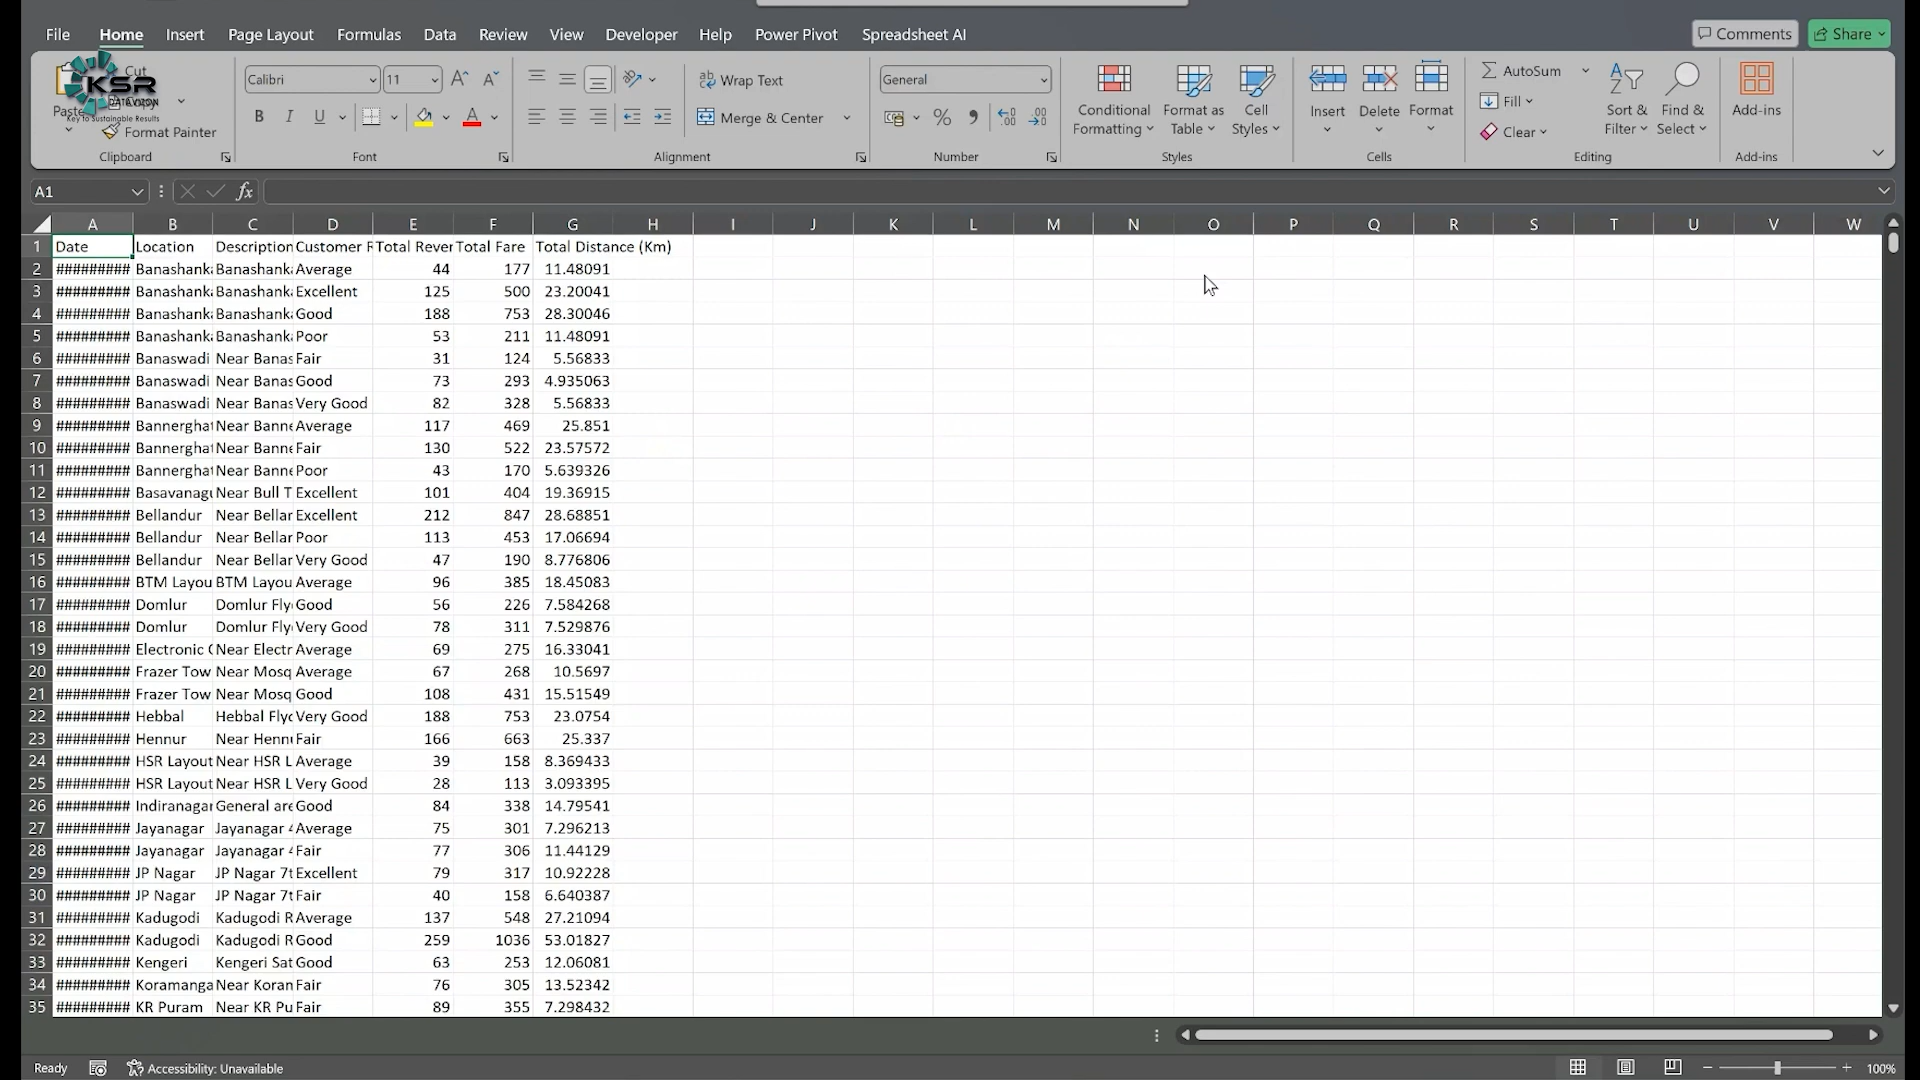 File Home Insert Page Layout Formulas Data Review View Developer Help Power Pivot Spreadsheet AI Comments Share
Cut
Copy
Paste
Format Painter
KSR
DATAVIZON
Key to Sustainable Results
Calibri 11
B I U
Wrap Text
Merge & Center
General
Conditional Formatting
Format as Table
Cell Styles
Insert Delete Format
AutoSum
Fill
Clear
Sort & Filter
Find & Select
Add-ins
Clipboard Font Alignment Number Styles Cells Editing Add-ins
A1 fx
A B C D E F G H I J K L M N O P Q R S T U V W
1 Date Location Description Customer R Total Rever Total Fare Total Distance (Km)
2 ######### Banashank Banashank Average 44 177 11.48091
3 ######### Banashank Banashank Excellent 125 500 23.20041
4 ######### Banashank Banashank Good 188 753 28.30046
5 ######### Banashank Banashank Poor 53 211 11.48091
6 ######### Banaswadi Near Banas Fair 31 124 5.56833
7 ######### Banaswadi Near Banas Good 73 293 4.935063
8 ######### Banaswadi Near Banas Very Good 82 328 5.56833
9 ######### Bannerghat Near Banne Average 117 469 25.851
10 ######### Bannerghat Near Banne Fair 130 522 23.57572
11 ######### Bannerghat Near Banne Poor 43 170 5.639326
12 ######### Basavanagu Near Bull T Excellent 101 404 19.36915
13 ######### Bellandur Near Bellar Excellent 212 847 28.68851
14 ######### Bellandur Near Bellar Poor 113 453 17.06694
15 ######### Bellandur Near Bellar Very Good 47 190 8.776806
16 ######### BTM Layou BTM Layou Average 96 385 18.45083
17 ######### Domlur Domlur Fly Good 56 226 7.584268
18 ######### Domlur Domlur Fly Very Good 78 311 7.529876
19 ######### Electronic C Near Electr Average 69 275 16.33041
20 ######### Frazer Tow Near Mosq Average 67 268 10.5697
21 ######### Frazer Tow Near Mosq Good 108 431 15.51549
22 ######### Hebbal Hebbal Flyc Very Good 188 753 23.0754
23 ######### Hennur Near Henn Fair 166 663 25.337
24 ######### HSR Layout Near HSR L Average 39 158 8.369433
25 ######### HSR Layout Near HSR L Very Good 28 113 3.093395
26 ######### Indiranagar General are Good 84 338 14.79541
27 ######### Jayanagar Jayanagar 4 Average 75 301 7.296213
28 ######### Jayanagar Jayanagar 4 Fair 77 306 11.44129
29 ######### JP Nagar JP Nagar 7t Excellent 79 317 10.92228
30 ######### JP Nagar JP Nagar 7t Fair 40 158 6.640387
31 ######### Kadugodi Kadugodi R Average 137 548 27.21094
32 ######### Kadugodi Kadugodi R Good 259 1036 53.01827
33 ######### Kengeri Kengeri Sat Good 63 253 12.06081
34 ######### Koramanga Near Koran Fair 76 305 13.52342
35 ######### KR Puram Near KR Pu Fair 89 355 7.298432
Ready Accessibility: Unavailable 100%